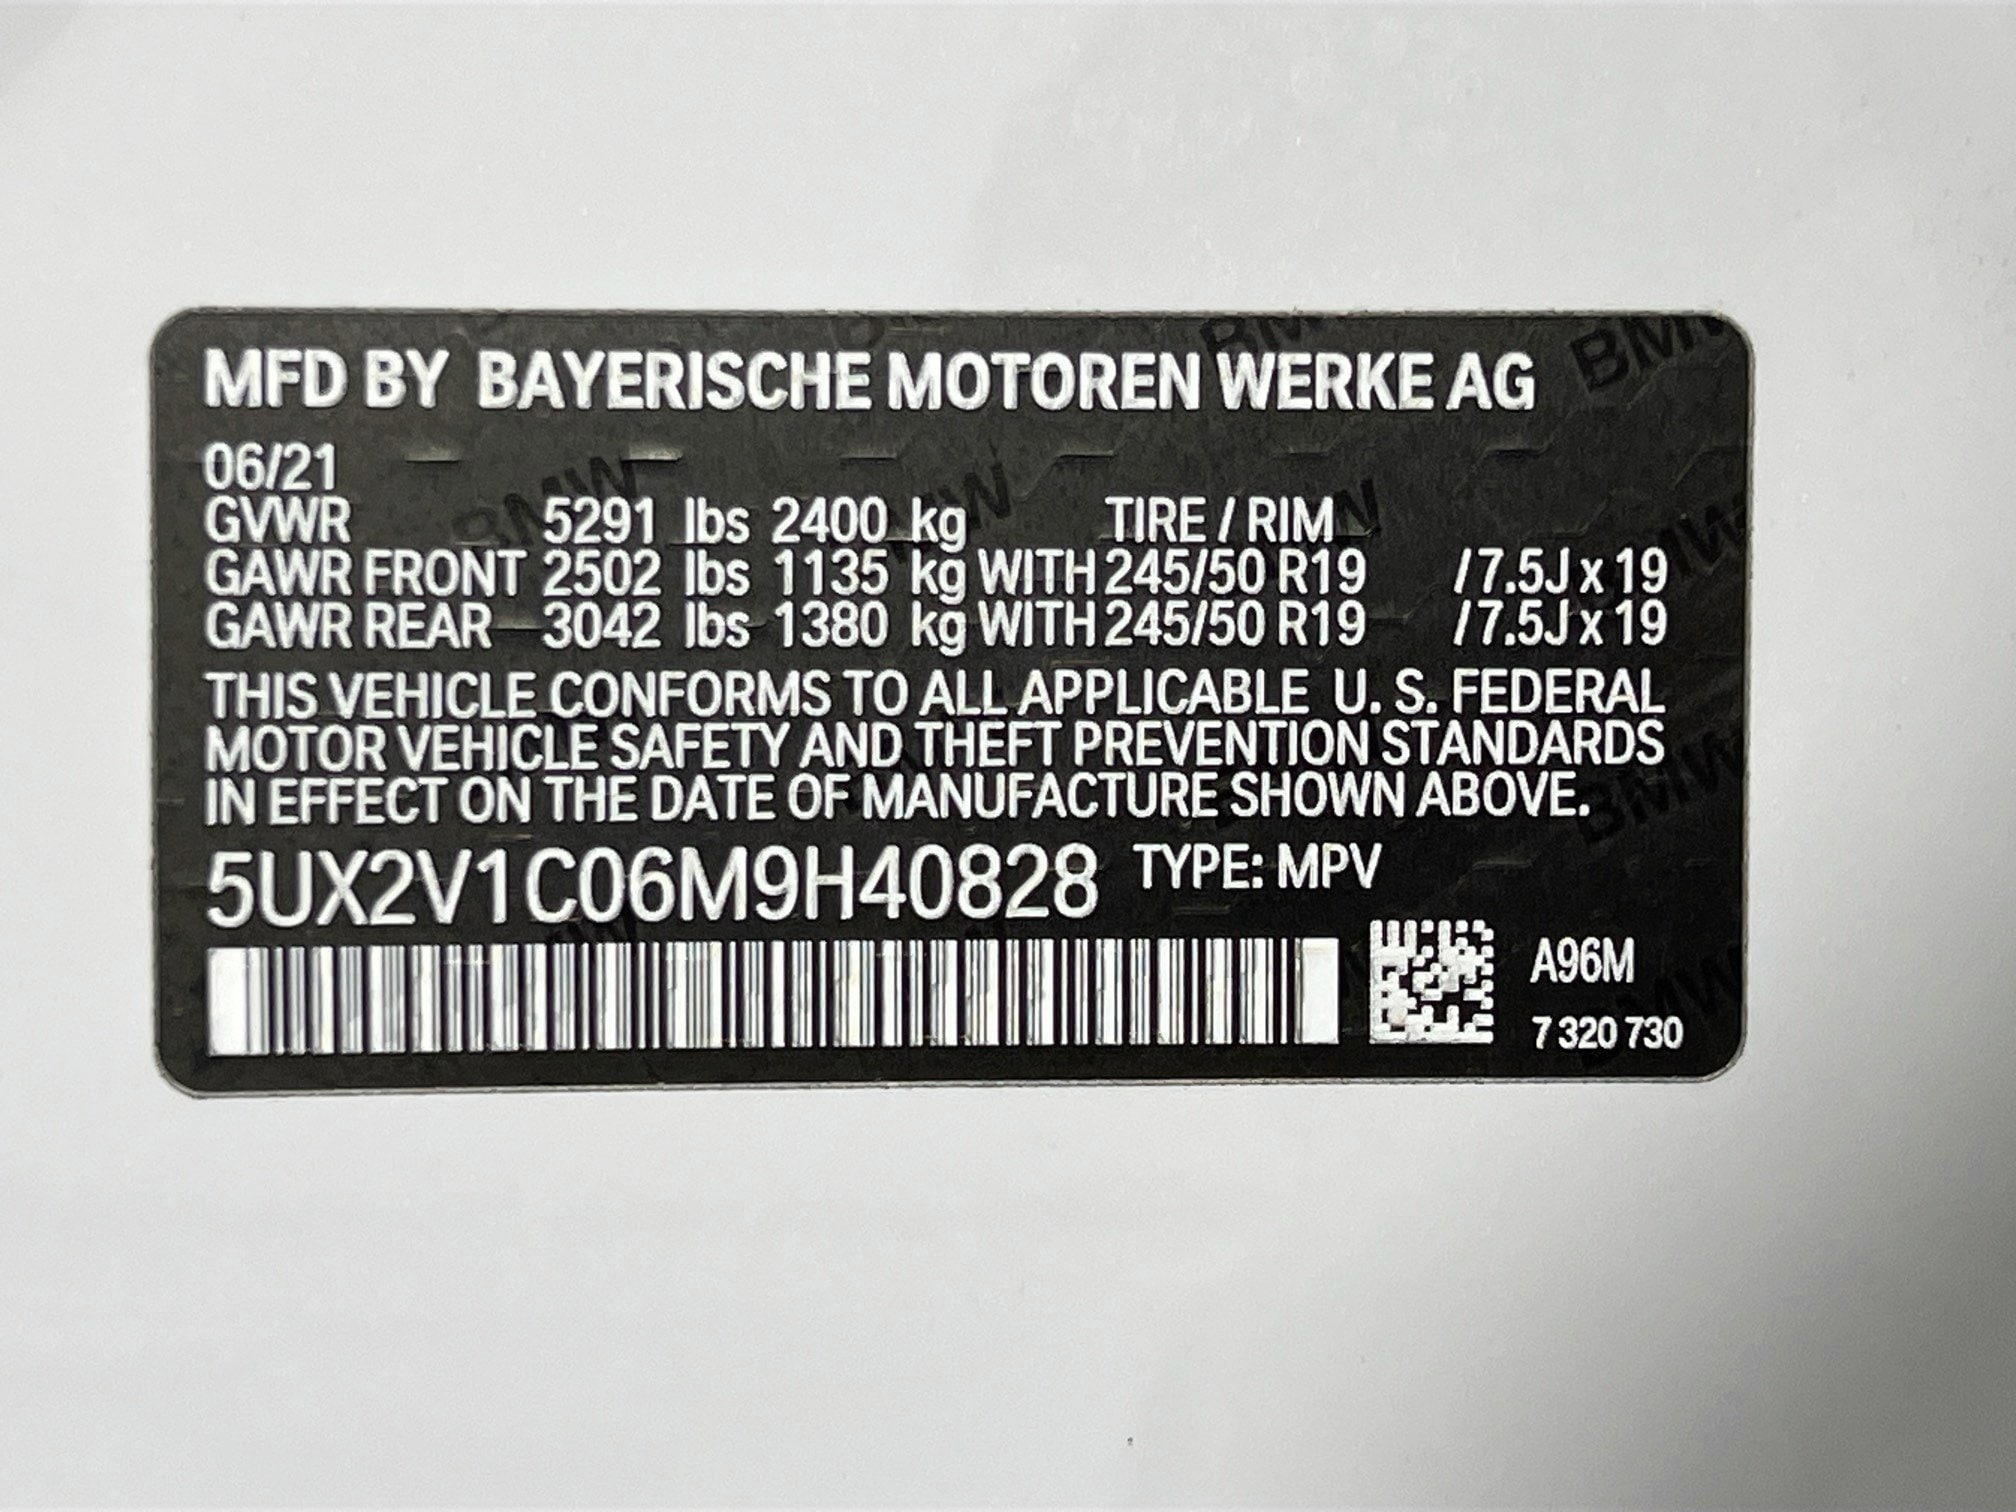 MFD BY BAYERISCHE MOTOREN WERKE AG
06/21
GVWR 5291 lbs 2400 kg TIRE / RIM
GAWR FRONT 2502 lbs 1135 kg WITH 245/50 R19 /7.5J x 19
GAWR REAR 3042 lbs 1380 kg WITH 245/50 R19 /7.5J x 19
THIS VEHICLE CONFORMS TO ALL APPLICABLE U. S. FEDERAL
MOTOR VEHICLE SAFETY AND THEFT PREVENTION STANDARDS
IN EFFECT ON THE DATE OF MANUFACTURE SHOWN ABOVE.
5UX2V1C06M9H40828 TYPE: MPV
A96M
7 320 730